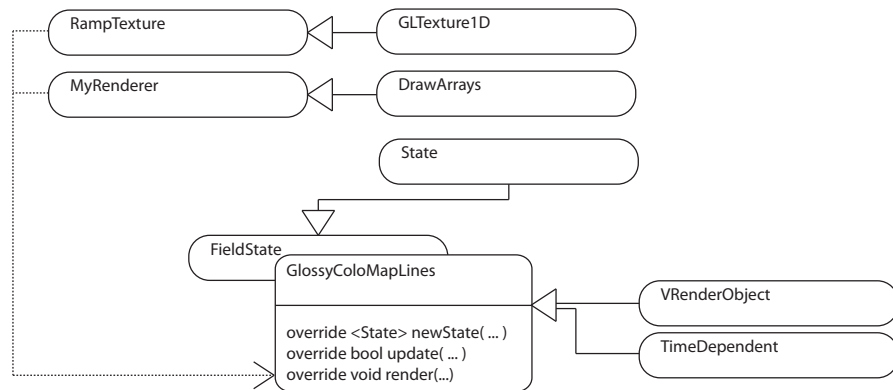 RampTexture
GLTexture1D
MyRenderer
DrawArrays
State
FieldState
GlossyColoMapLines
VRenderObject
override <State> newState( ... )
override bool update( ... )
TimeDependent
override void render(...)